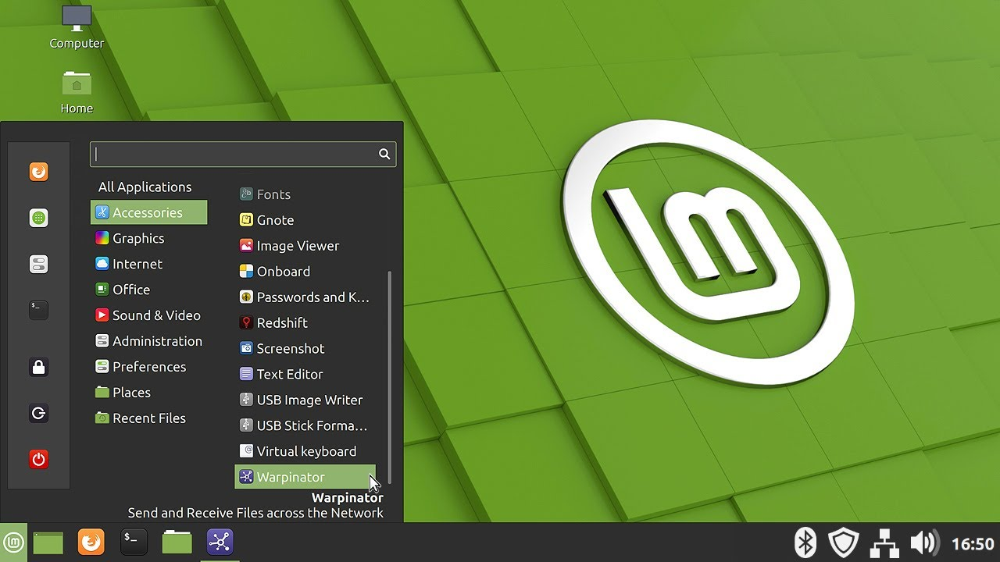 Computer
Home
All Applications
Accessories
Graphics
Internet
Office
Sound & Video
Administration
Preferences
Places
Recent Files
Fonts
Gnote
Image Viewer
Onboard
Passwords and K...
Redshift
Screenshot
Text Editor
USB Image Writer
USB Stick Forma...
Virtual keyboard
Warpinator
Warpinator
Send and Receive Files across the Network
16:50